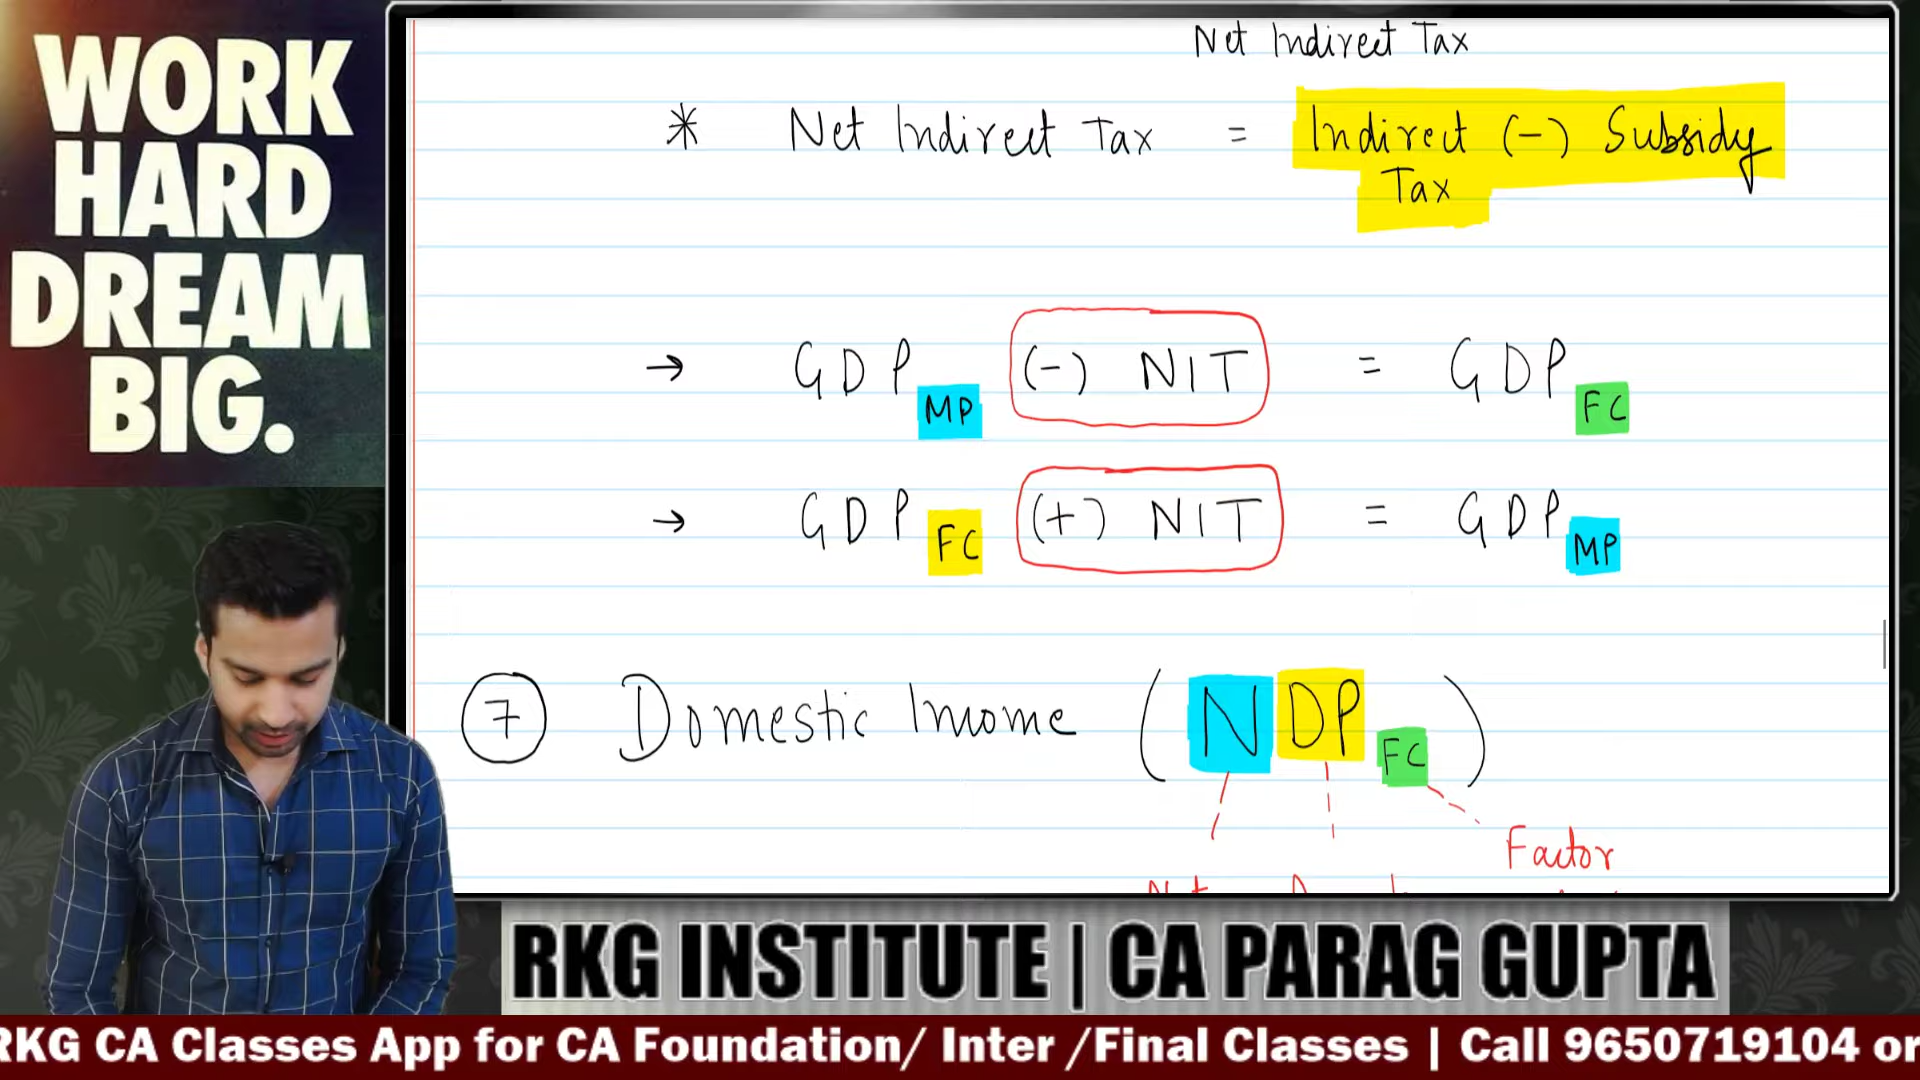 WORK
HARD
DREAM
BIG.
Net Indirect Tax
* Net Indirect Tax = Indirect (-) Subsidy
Tax
→ GDP MP (-) NIT = GDP FC
→ GDP FC (+) NIT = GDP MP
7 Domestic Income (NDP FC)
Factor
RKG INSTITUTE | CA PARAG GUPTA
RKG CA Classes App for CA Foundation/ Inter /Final Classes | Call 9650719104 or